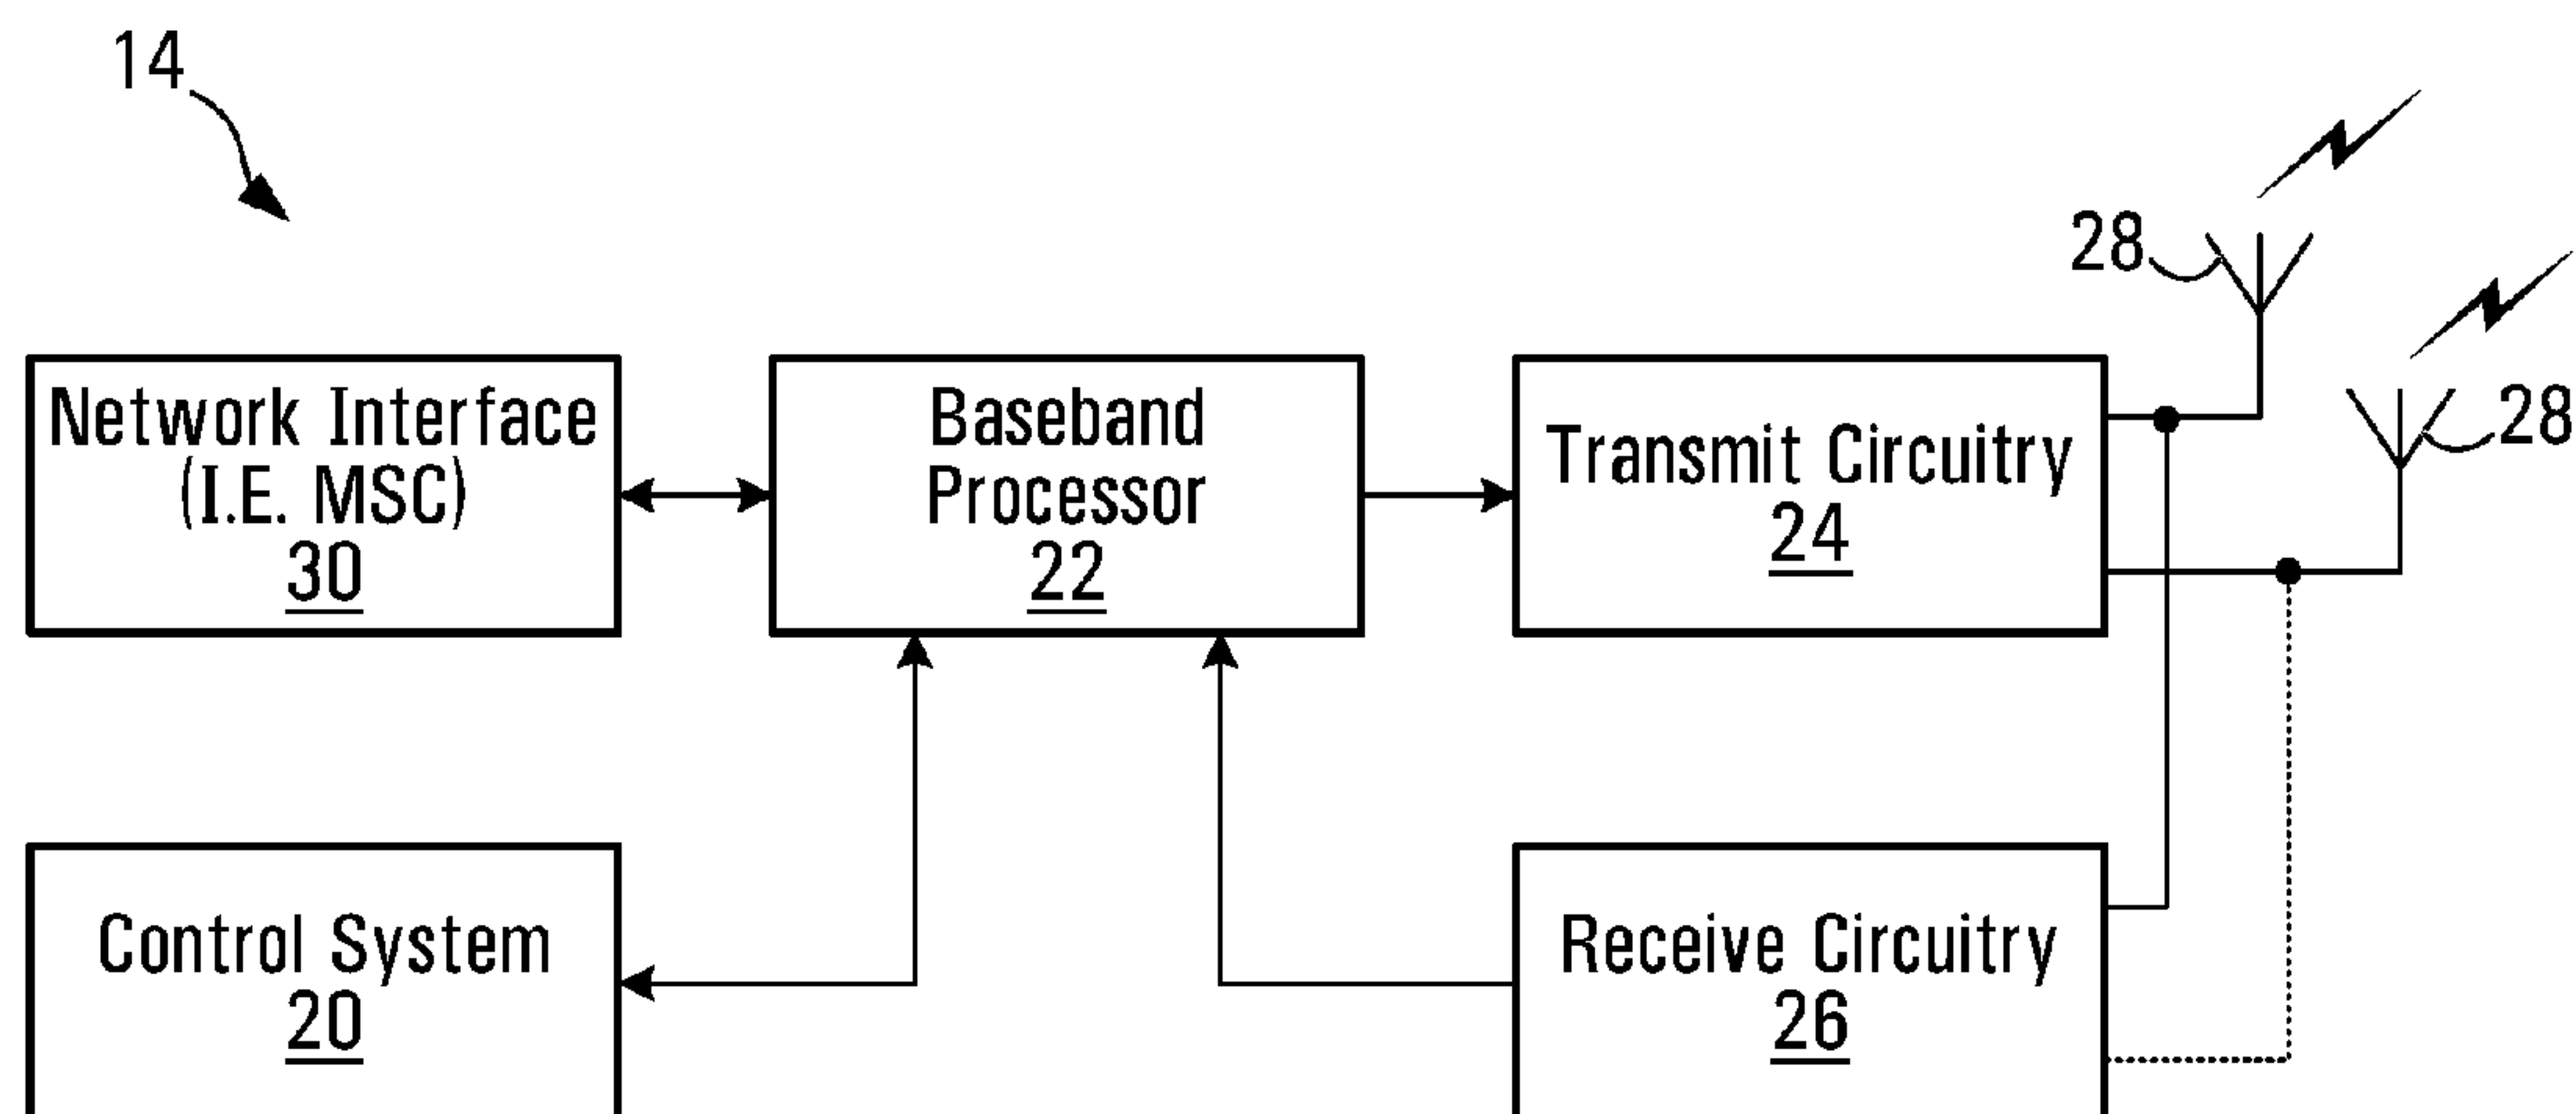 14
28
28
Network Interface
(I.E. MSC)
30
Baseband
Processor
22
Transmit Circuitry
24
Control System
20
Receive Circuitry
26